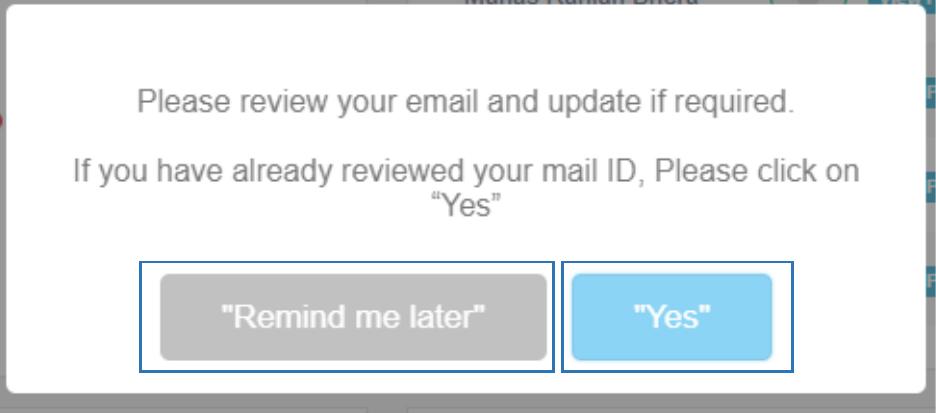 Please review your email and update if required.
If you have already reviewed your mail ID, Please click on
“Yes”
"Remind me later" "Yes"